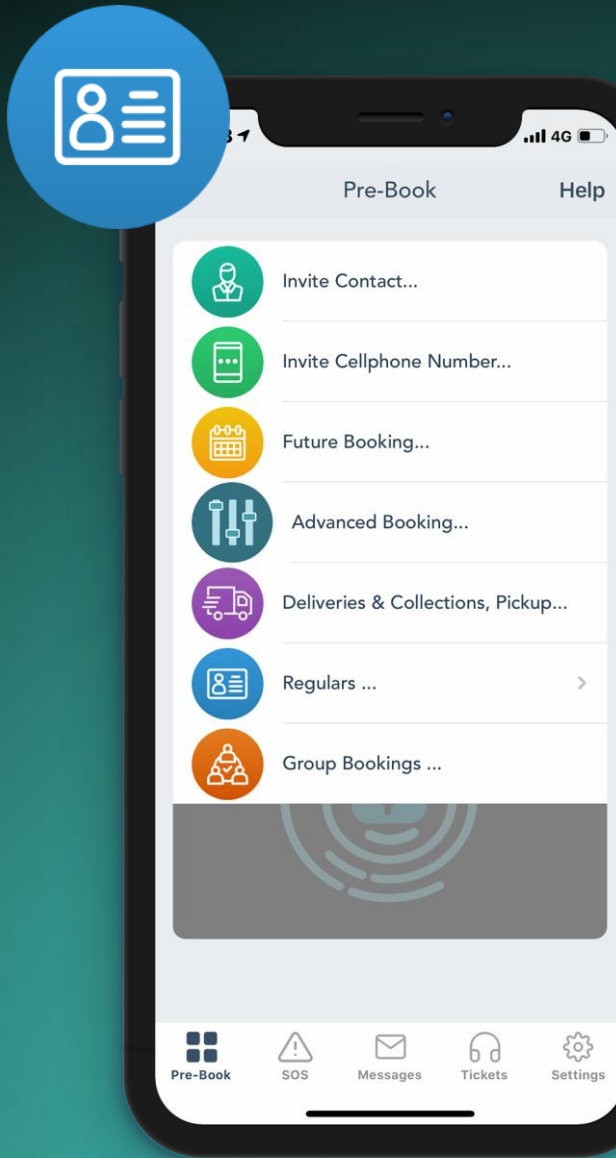 4G
Pre-Book
Help
Invite Contact...
Invite Cellphone Number...
Future Booking...
Advanced Booking...
Deliveries & Collections, Pickup...
Regulars ...
Group Bookings ...
Pre-Book
SOS
Messages
Tickets
Settings